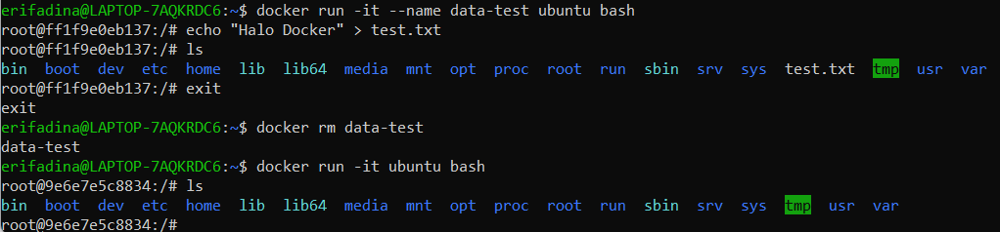 erifadina@LAPTOP-7AQKRDC6:~$ docker run -it --name data-test ubuntu bash
root@ff1f9e0eb137:/# echo "Halo Docker" > test.txt
root@ff1f9e0eb137:/# ls
bin boot dev etc home lib lib64 media mnt opt proc root run sbin srv sys test.txt tmp usr var
root@ff1f9e0eb137:/# exit
exit
erifadina@LAPTOP-7AQKRDC6:~$ docker rm data-test
data-test
erifadina@LAPTOP-7AQKRDC6:~$ docker run -it ubuntu bash
root@9e6e7e5c8834:/# ls
bin boot dev etc home lib lib64 media mnt opt proc root run sbin srv sys tmp usr var
root@9e6e7e5c8834:/#